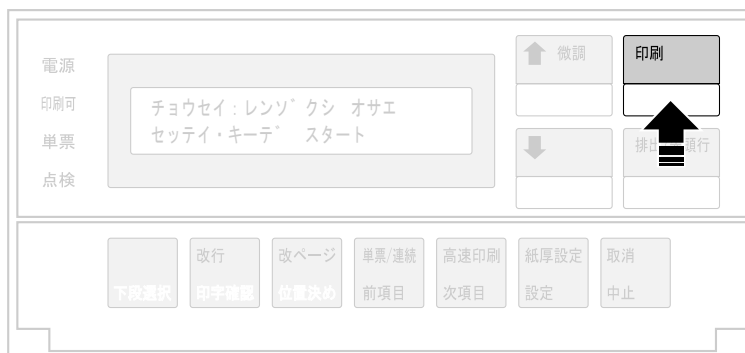 電源
印刷可
単票
点検
チョウセイ:レンゾ゛クシ オサエ
セッテイ・キーデ゛ スタート
微調
印刷
排出 頭行
下段選択
改行
印字確認
改ページ
位置決め
単票/連続
前項目
高速印刷
次項目
紙厚設定
設定
取消
中止